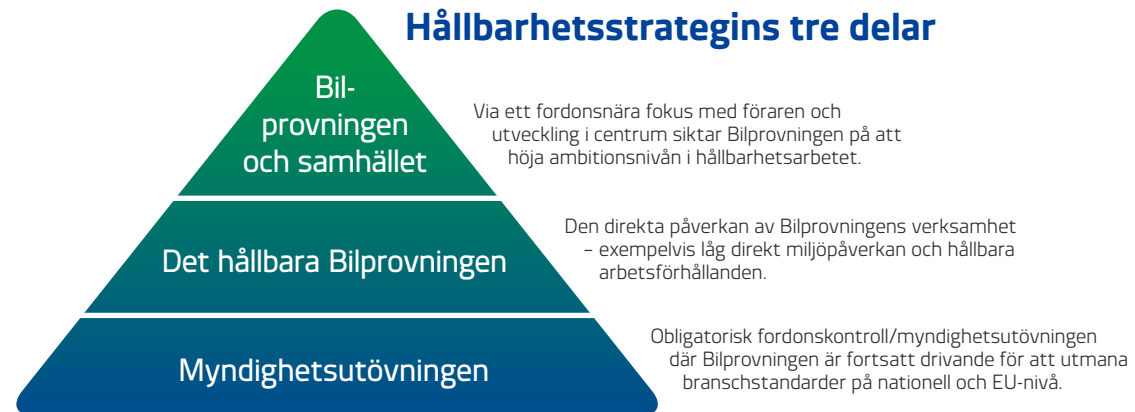 Hållbarhetsstrategins tre delar
Bil-
provningen
och samhället
Via ett fordonsnära fokus med föraren och
utveckling i centrum siktar Bilprovningen på att
höja ambitionsnivån i hållbarhetsarbetet.
Det hållbara Bilprovningen
Den direkta påverkan av Bilprovningens verksamhet
– exempelvis låg direkt miljöpåverkan och hållbara
arbetsförhållanden.
Myndighetsutövningen
Obligatorisk fordonskontroll/myndighetsutövningen
där Bilprovningen är fortsatt drivande för att utmana
branschstandarder på nationell och EU-nivå.